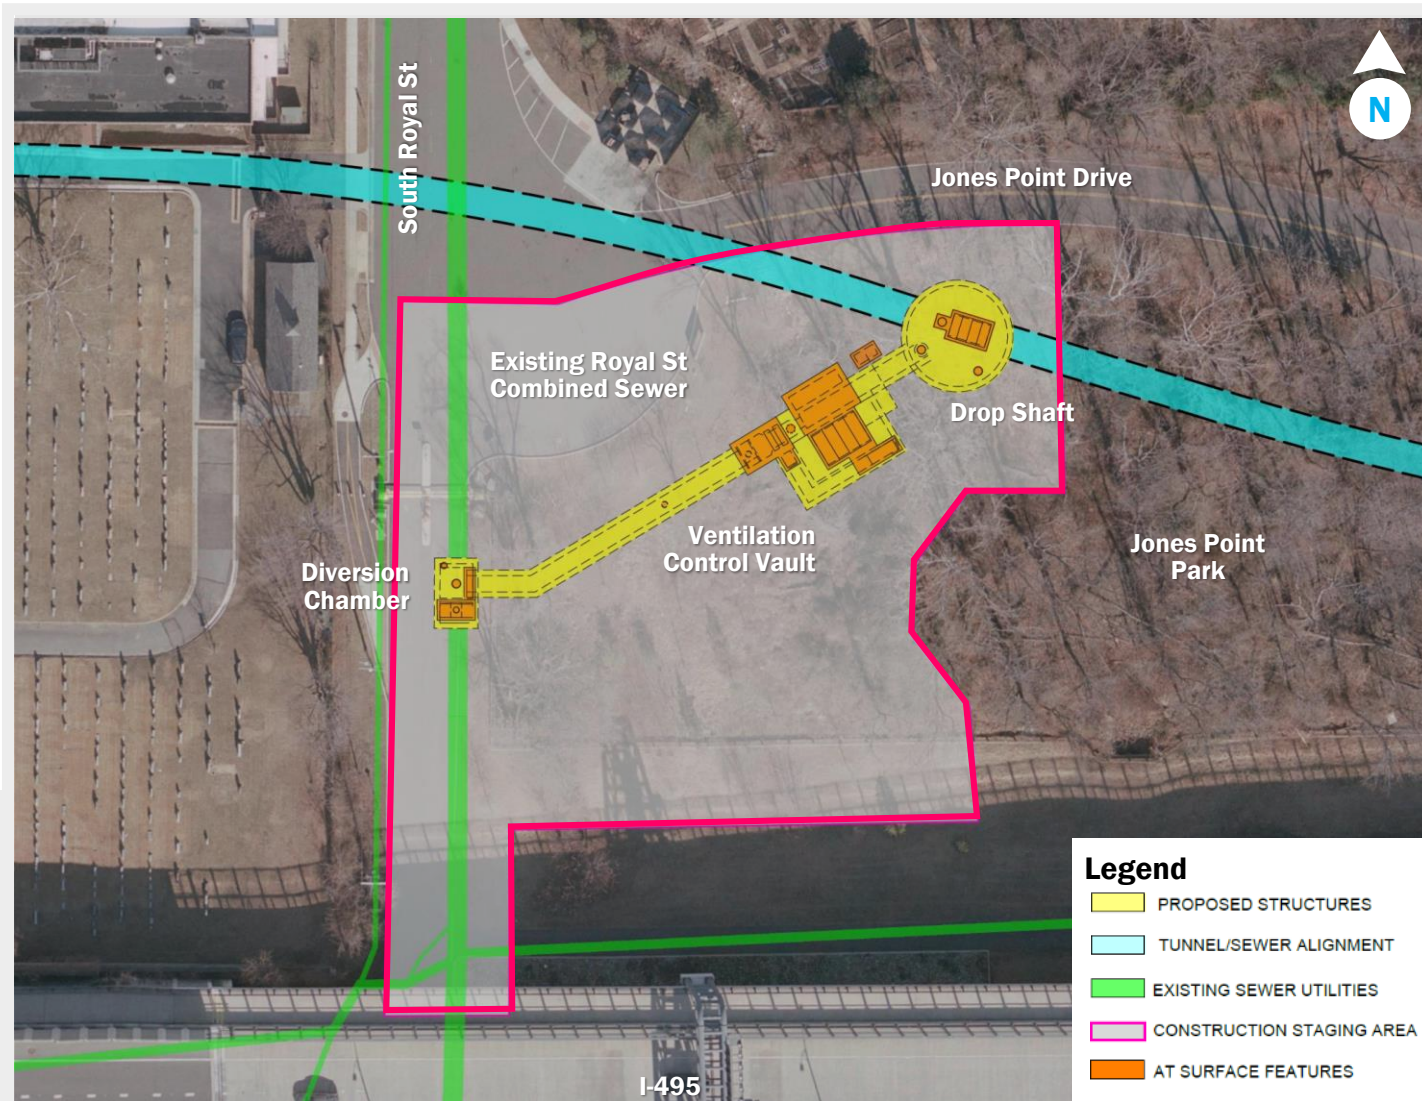 N
South Royal St
Jones Point Drive
Existing Royal St
Combined Sewer
Drop Shaft
Ventilation
Control Vault
Jones Point
Park
Diversion
Chamber
I-495
Legend
PROPOSED STRUCTURES
TUNNEL/SEWER ALIGNMENT
EXISTING SEWER UTILITIES
CONSTRUCTION STAGING AREA
AT SURFACE FEATURES